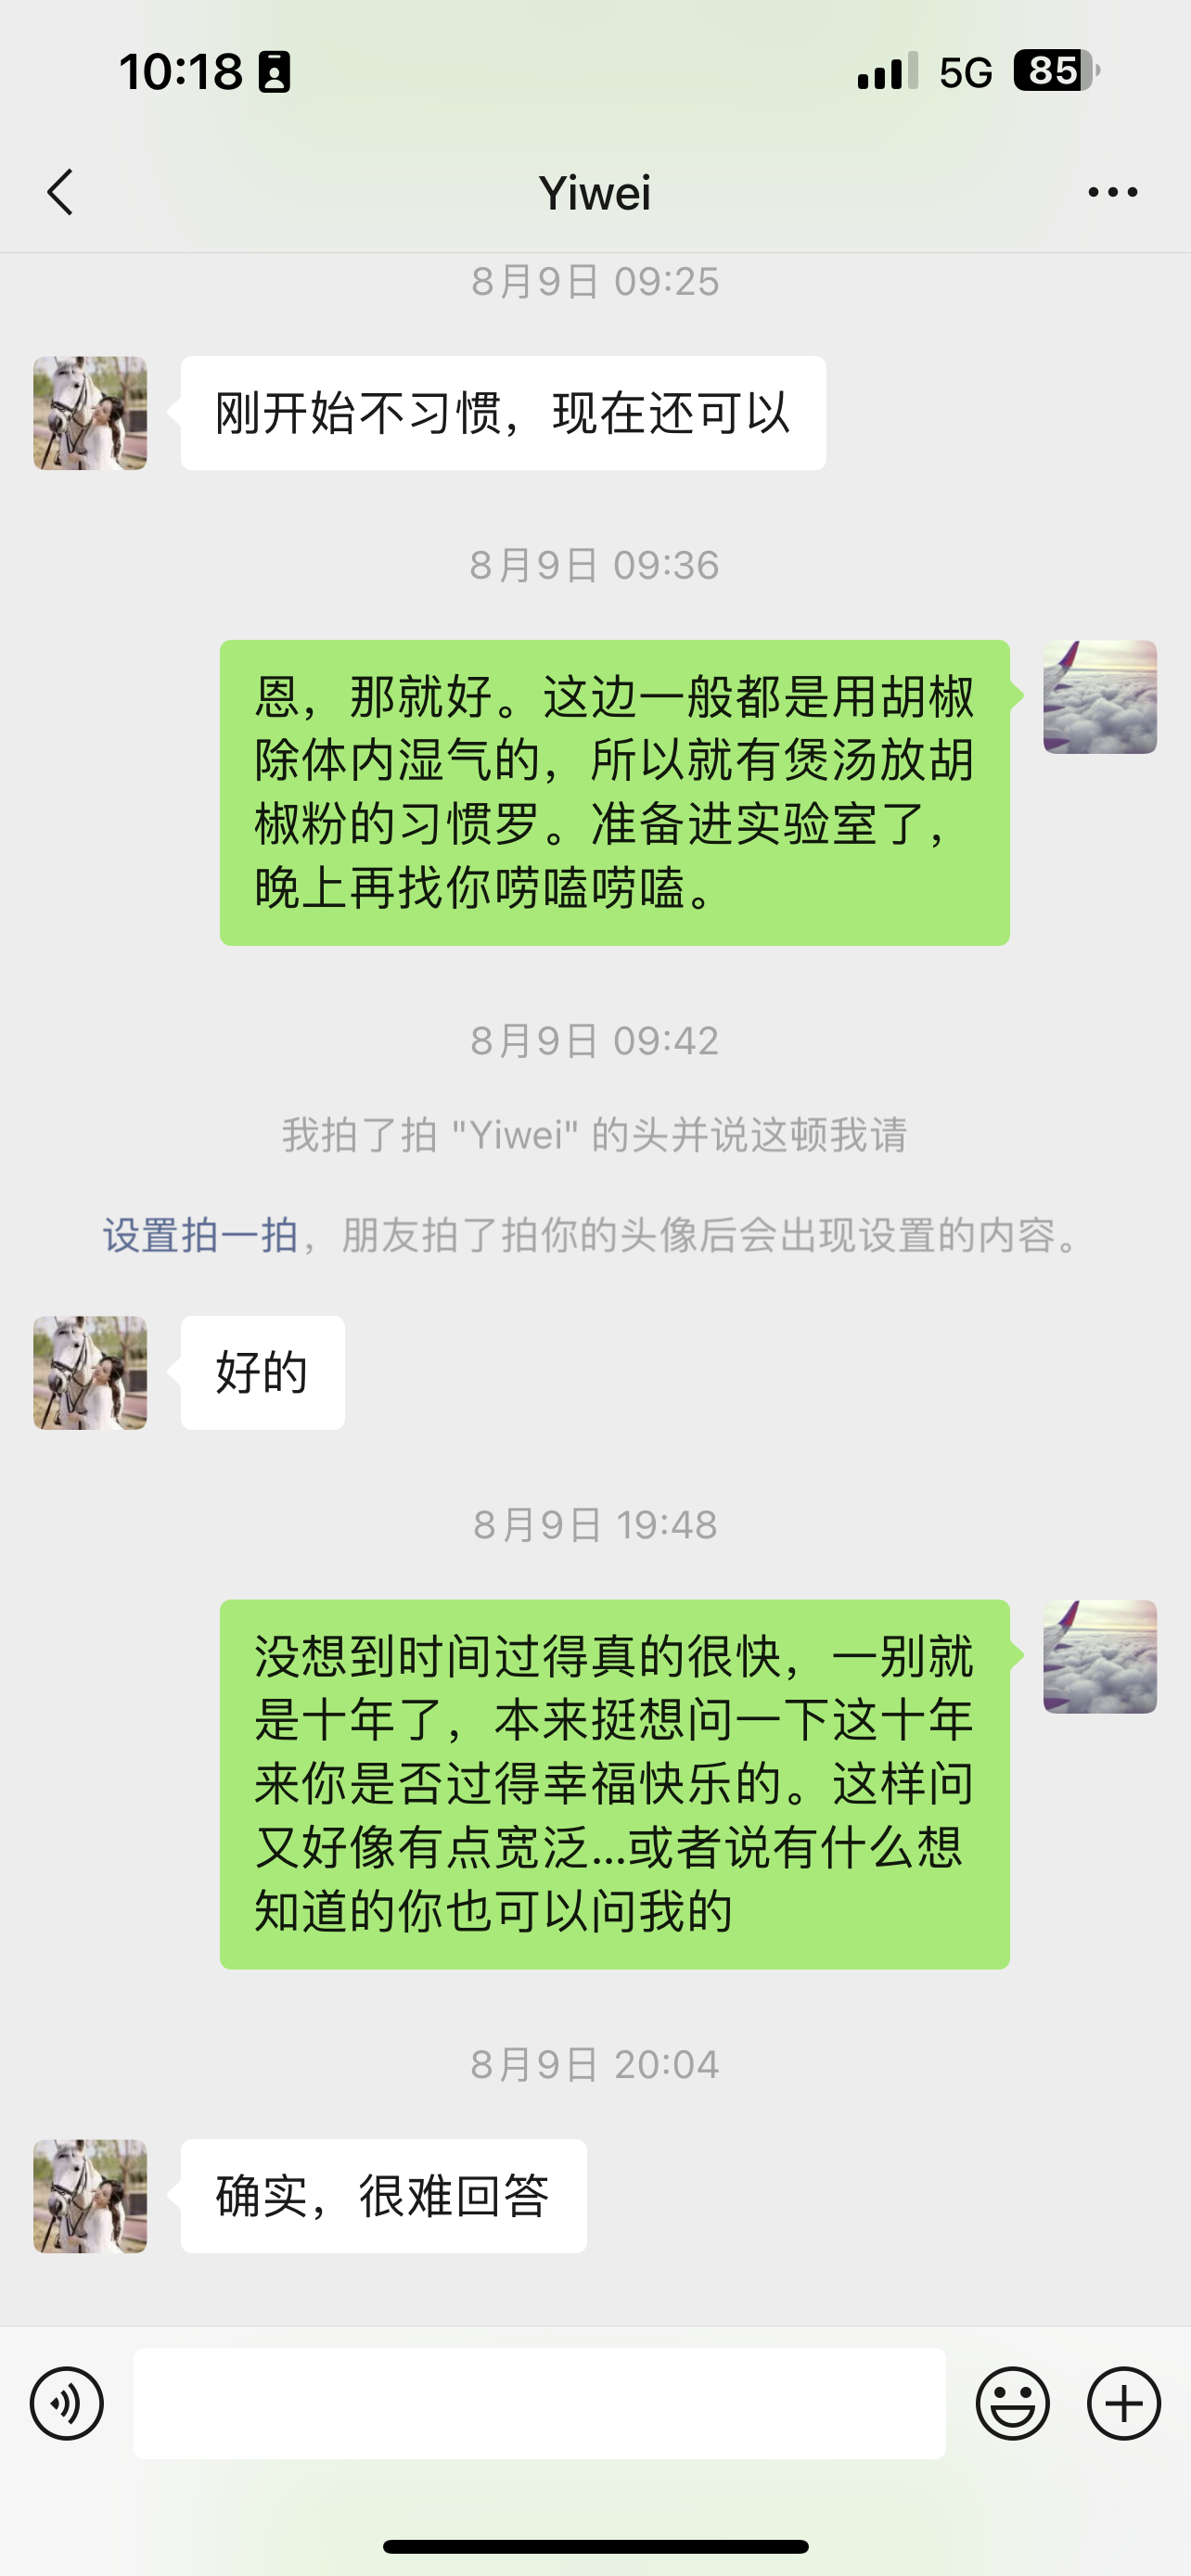 10:18
5G
85
Yiwei
8月9日 09:25
刚开始不习惯，现在还可以
8月9日 09:36
恩，那就好。这边一般都是用胡椒
除体内湿气的，所以就有煲汤放胡
椒粉的习惯罗。准备进实验室了，
晚上再找你唠嗑唠嗑。
8月9日 09:42
我拍了拍 "Yiwei" 的头并说这顿我请
设置拍一拍，朋友拍了拍你的头像后会出现设置的内容。
好的
8月9日 19:48
没想到时间过得真的很快，一别就
是十年了，本来挺想问一下这十年
来你是否过得幸福快乐的。这样问
又好像有点宽泛...或者说有什么想
知道的你也可以问我的
8月9日 20:04
确实，很难回答